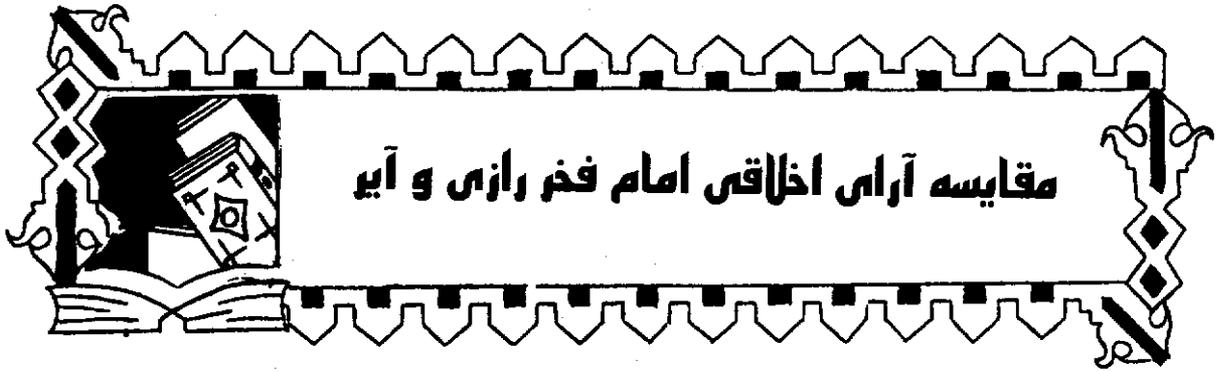 مقایسه آرای اخلاقی امام فخر رازی و آیر